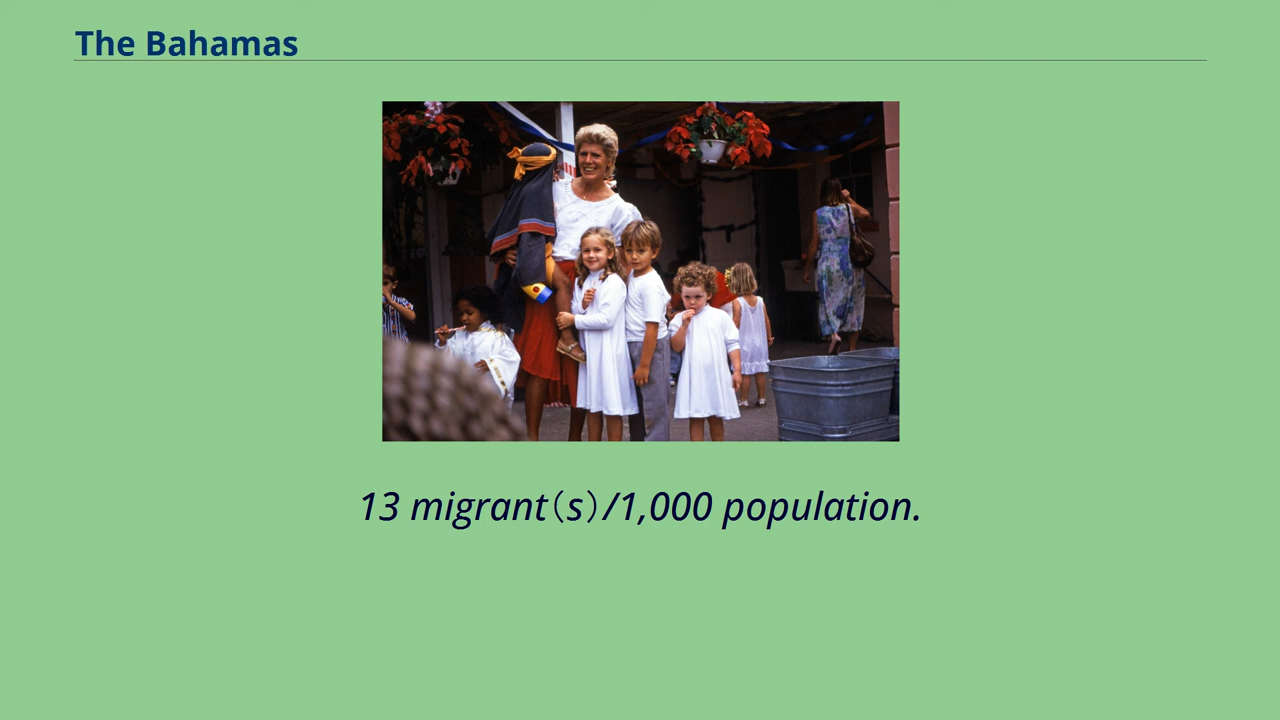 The Bahamas
13 migrant(s)/1,000 population.